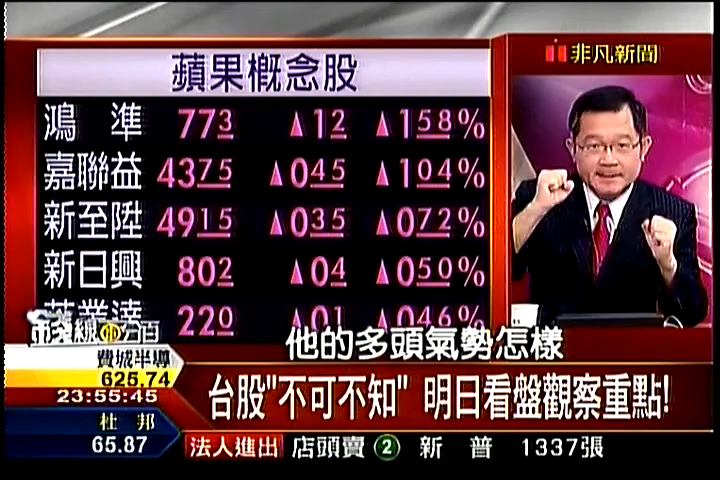 蘋果概念股
非凡新聞
鴻準 773 ▲12 ▲158%
嘉聯益 4375 ▲045 ▲104%
新至陞 4915 ▲035 ▲072%
新日興 802 ▲04 ▲050%
220 ▲01 ▲046%
他的多頭氣勢怎樣
費城半導
625.74
23:55:45
台股"不可不知" 明日看盤觀察重點!
杜邦
65.87
法人進出 店頭賣 2 新普 1337張